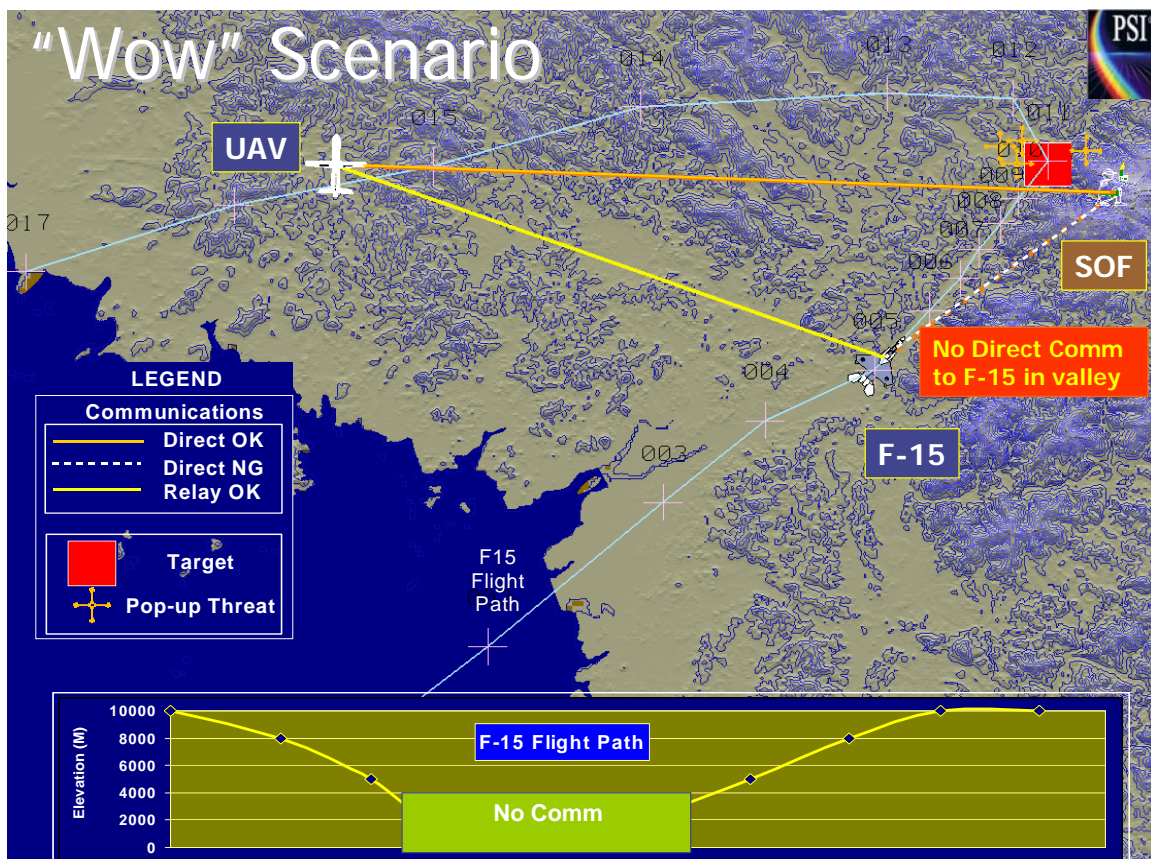 “Wow” Scenario
PSI
013
012
014
011
015
UAV
010
009
008
017
007
006
SOF
005
No Direct Comm
to F-15 in valley
LEGEND
004
Communications
Direct OK
F-15
Direct NG
003
Relay OK
Target
F15
Flight
Path
Pop-up Threat
10000
8000
6000
4000
2000
0
Elevation (M)
F-15 Flight Path
No Comm